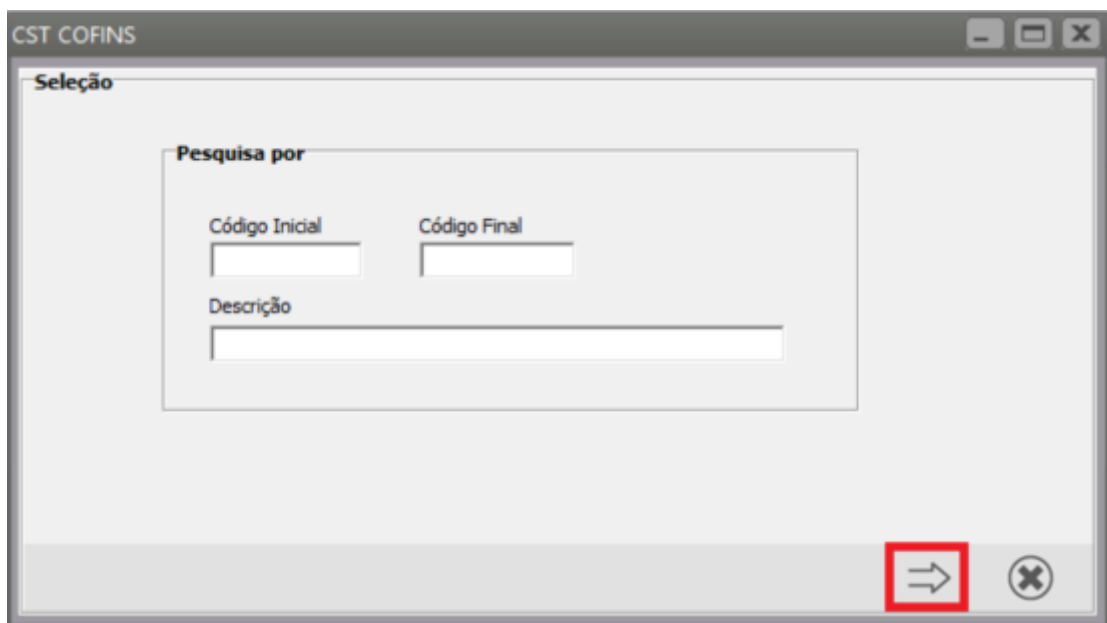 CST COFINS
Seleção
Pesquisa por
Código Inicial Código Final
Descrição